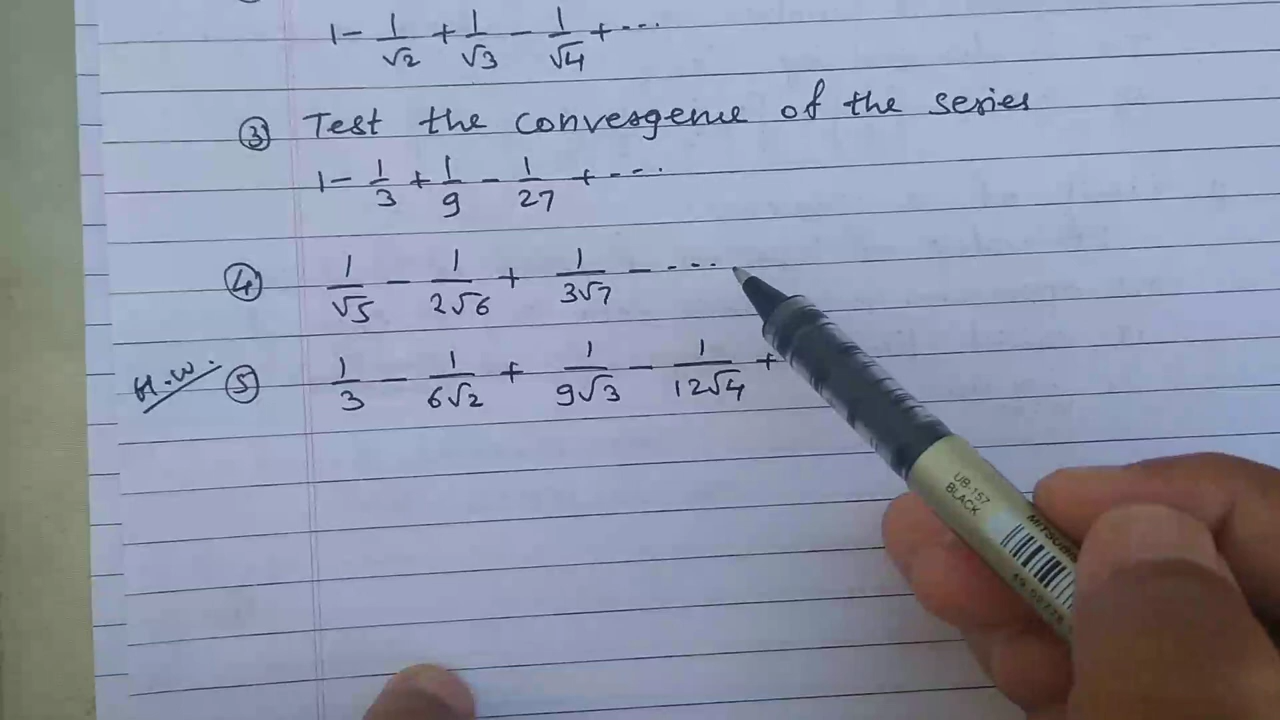 1 - 1/√2 + 1/√3 - 1/√4 + ----
③ Test the convergence of the series
1 - 1/3 + 1/9 - 1/27 + ----
④ 1/√5 - 1/2√6 + 1/3√7 - ----
H.W. ⑤ 1/3 - 1/6√2 + 1/9√3 - 1/12√4 +
UB-157
BLACK